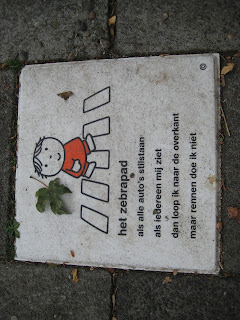 ©
het zebrapad
als alle auto's stilstaan
als iedereen mij ziet
dan loop ik naar de overkant
maar rennen doe ik niet